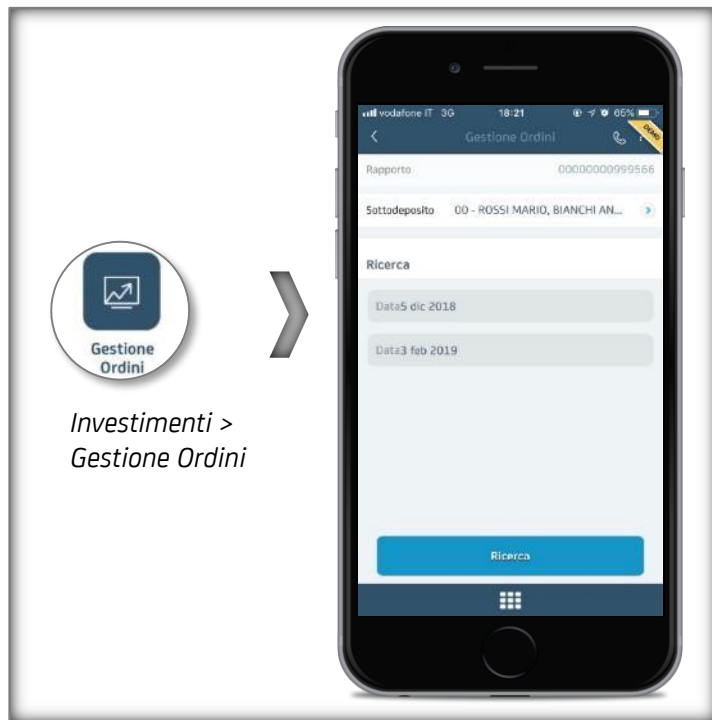 Gestione
Ordini
Investimenti >
Gestione Ordini
vodafone IT 3G 18:21 66%
Gestione Ordini
DEMO
Rapporto 00000000999566
Sottodeposito 00 - ROSSI MARIO, BIANCHI AN... >
Ricerca
Data5 dic 2018
Data3 feb 2019
Ricerca